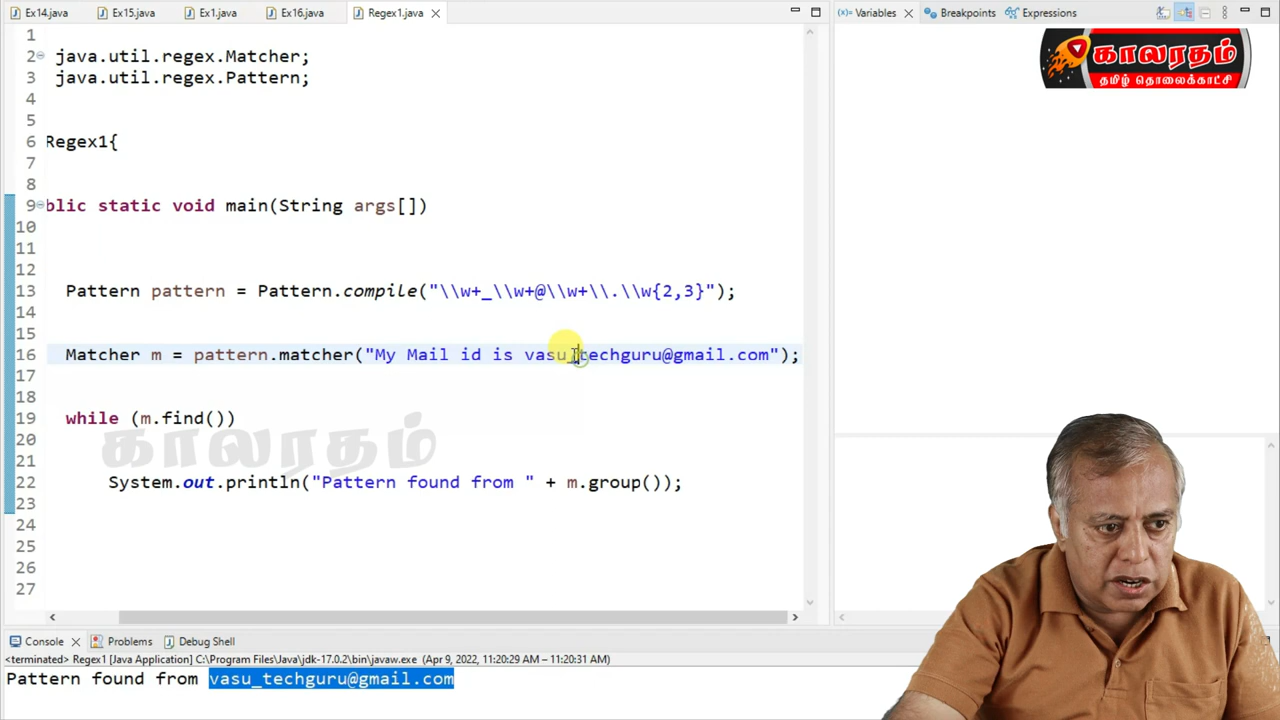 Ex14.java Ex15.java Ex1.java Ex16.java Regex1.java
(x)= Variables Breakpoints Expressions
காலரதம்
தமிழ் தொலைக்காட்சி
1
2 java.util.regex.Matcher;
3 java.util.regex.Pattern;
4
5
6 Regex1{
7
8
9 blic static void main(String args[])
10
11
12
13 Pattern pattern = Pattern.compile("\\w+_\\w+@\\w+\\.\\w{2,3}");
14
15
16 Matcher m = pattern.matcher("My Mail id is vasu_techguru@gmail.com");
17
18
19 while (m.find())
20
காலரதம்
21
22 System.out.println("Pattern found from " + m.group());
23
24
25
26
27
Console Problems Debug Shell
<terminated> Regex1 [Java Application] C:\Program Files\Java\jdk-17.0.2\bin\javaw.exe (Apr 9, 2022, 11:20:29 AM – 11:20:31 AM)
Pattern found from vasu_techguru@gmail.com